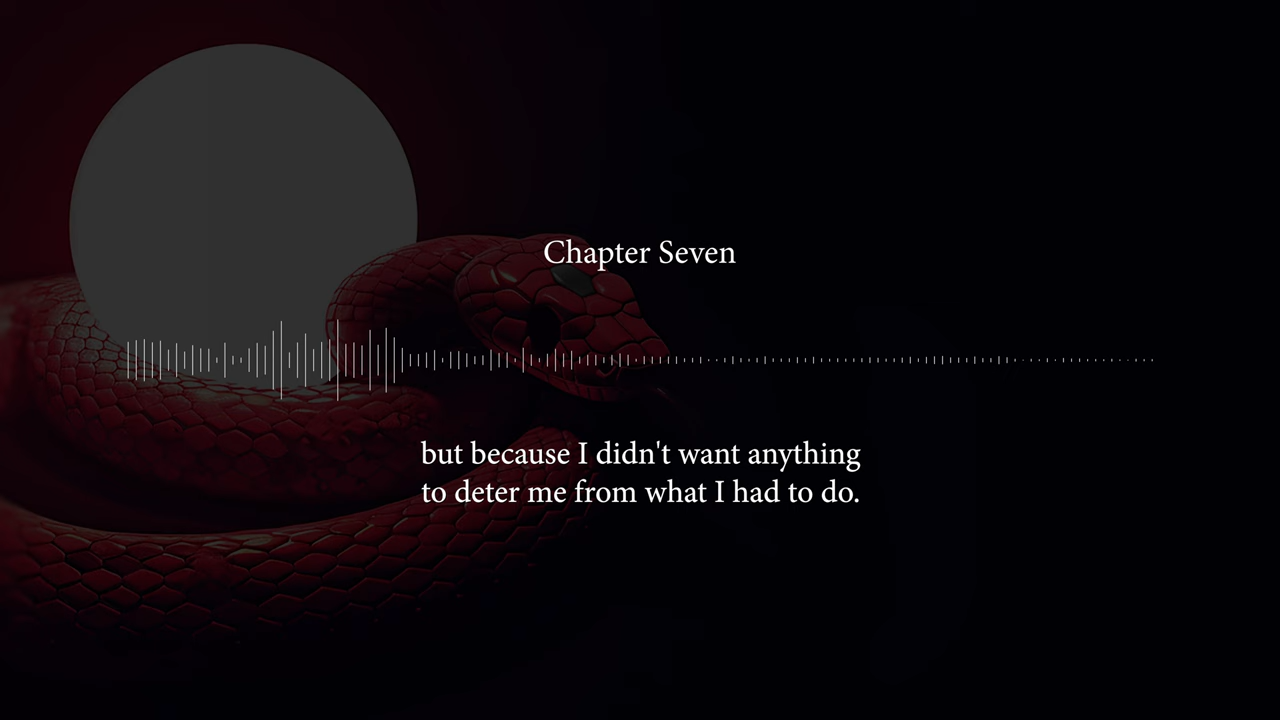 Chapter Seven
but because I didn't want anything
to deter me from what I had to do.